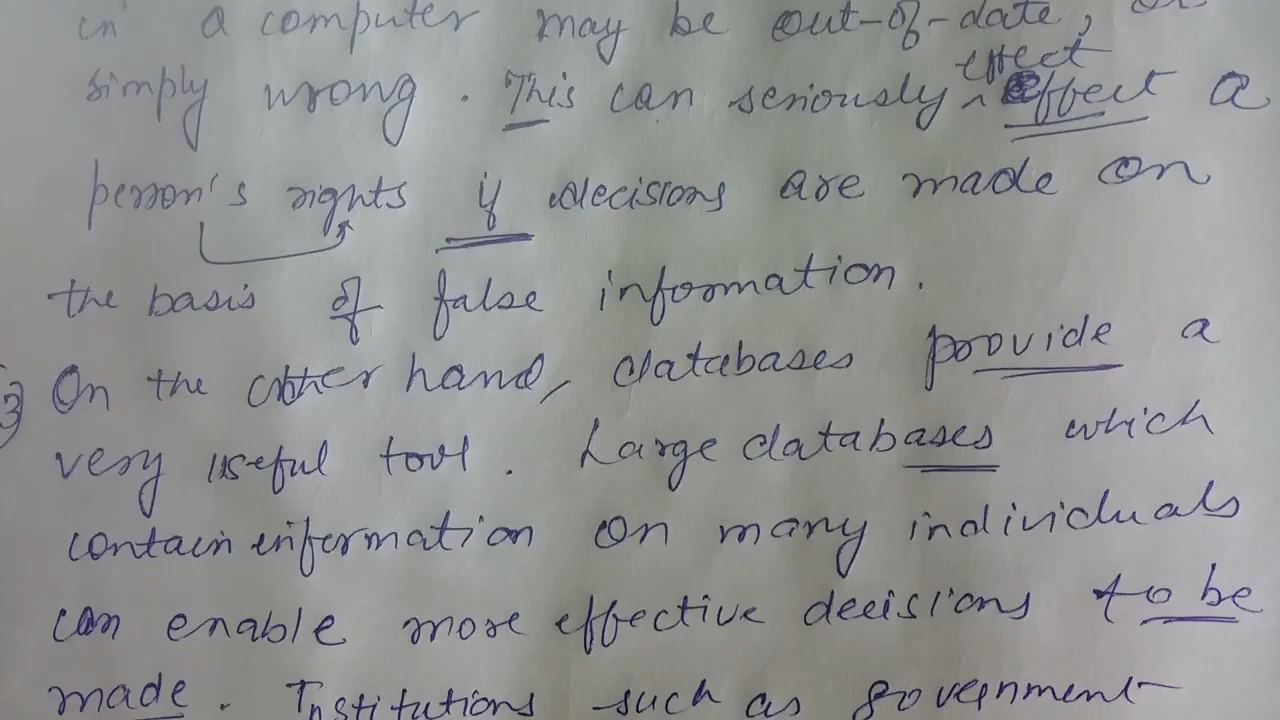 in a computer may be out-of-date, or
effect
simply wrong. This can seriously ^ effect a
person's rights if decisions are made on
the basis of false information.
3) On the other hand, databases provide a
very useful tool. Large databases which
contain information on many individuals
can enable more effective decisions to be
made. Institutions such as government